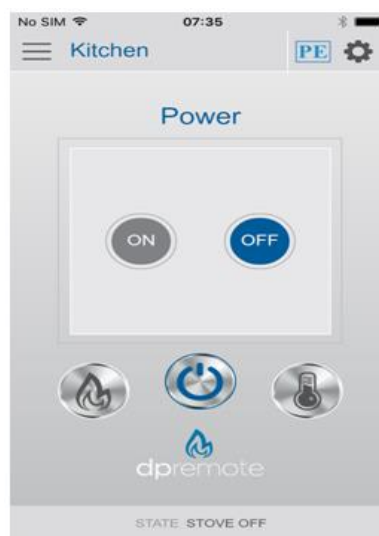 No SIM 07:35
Kitchen PE
Power
ON OFF
dpremote
STATE STOVE OFF